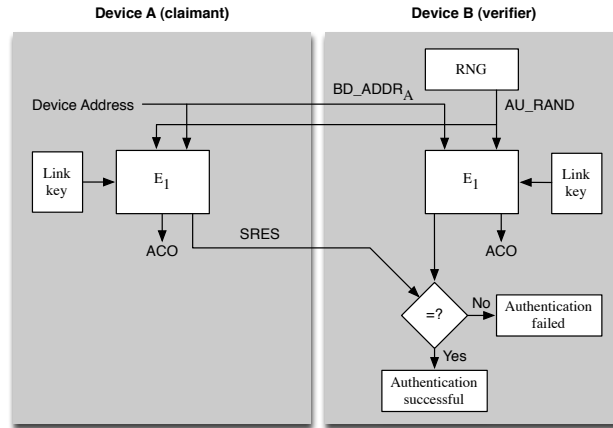 Device A (claimant)
Device B (verifier)
RNG
BD_ADDR_A
Device Address
AU_RAND
Link
key
E_1
E_1
Link
key
SRES
ACO
ACO
=?
No
Authentication
failed
Yes
Authentication
successful